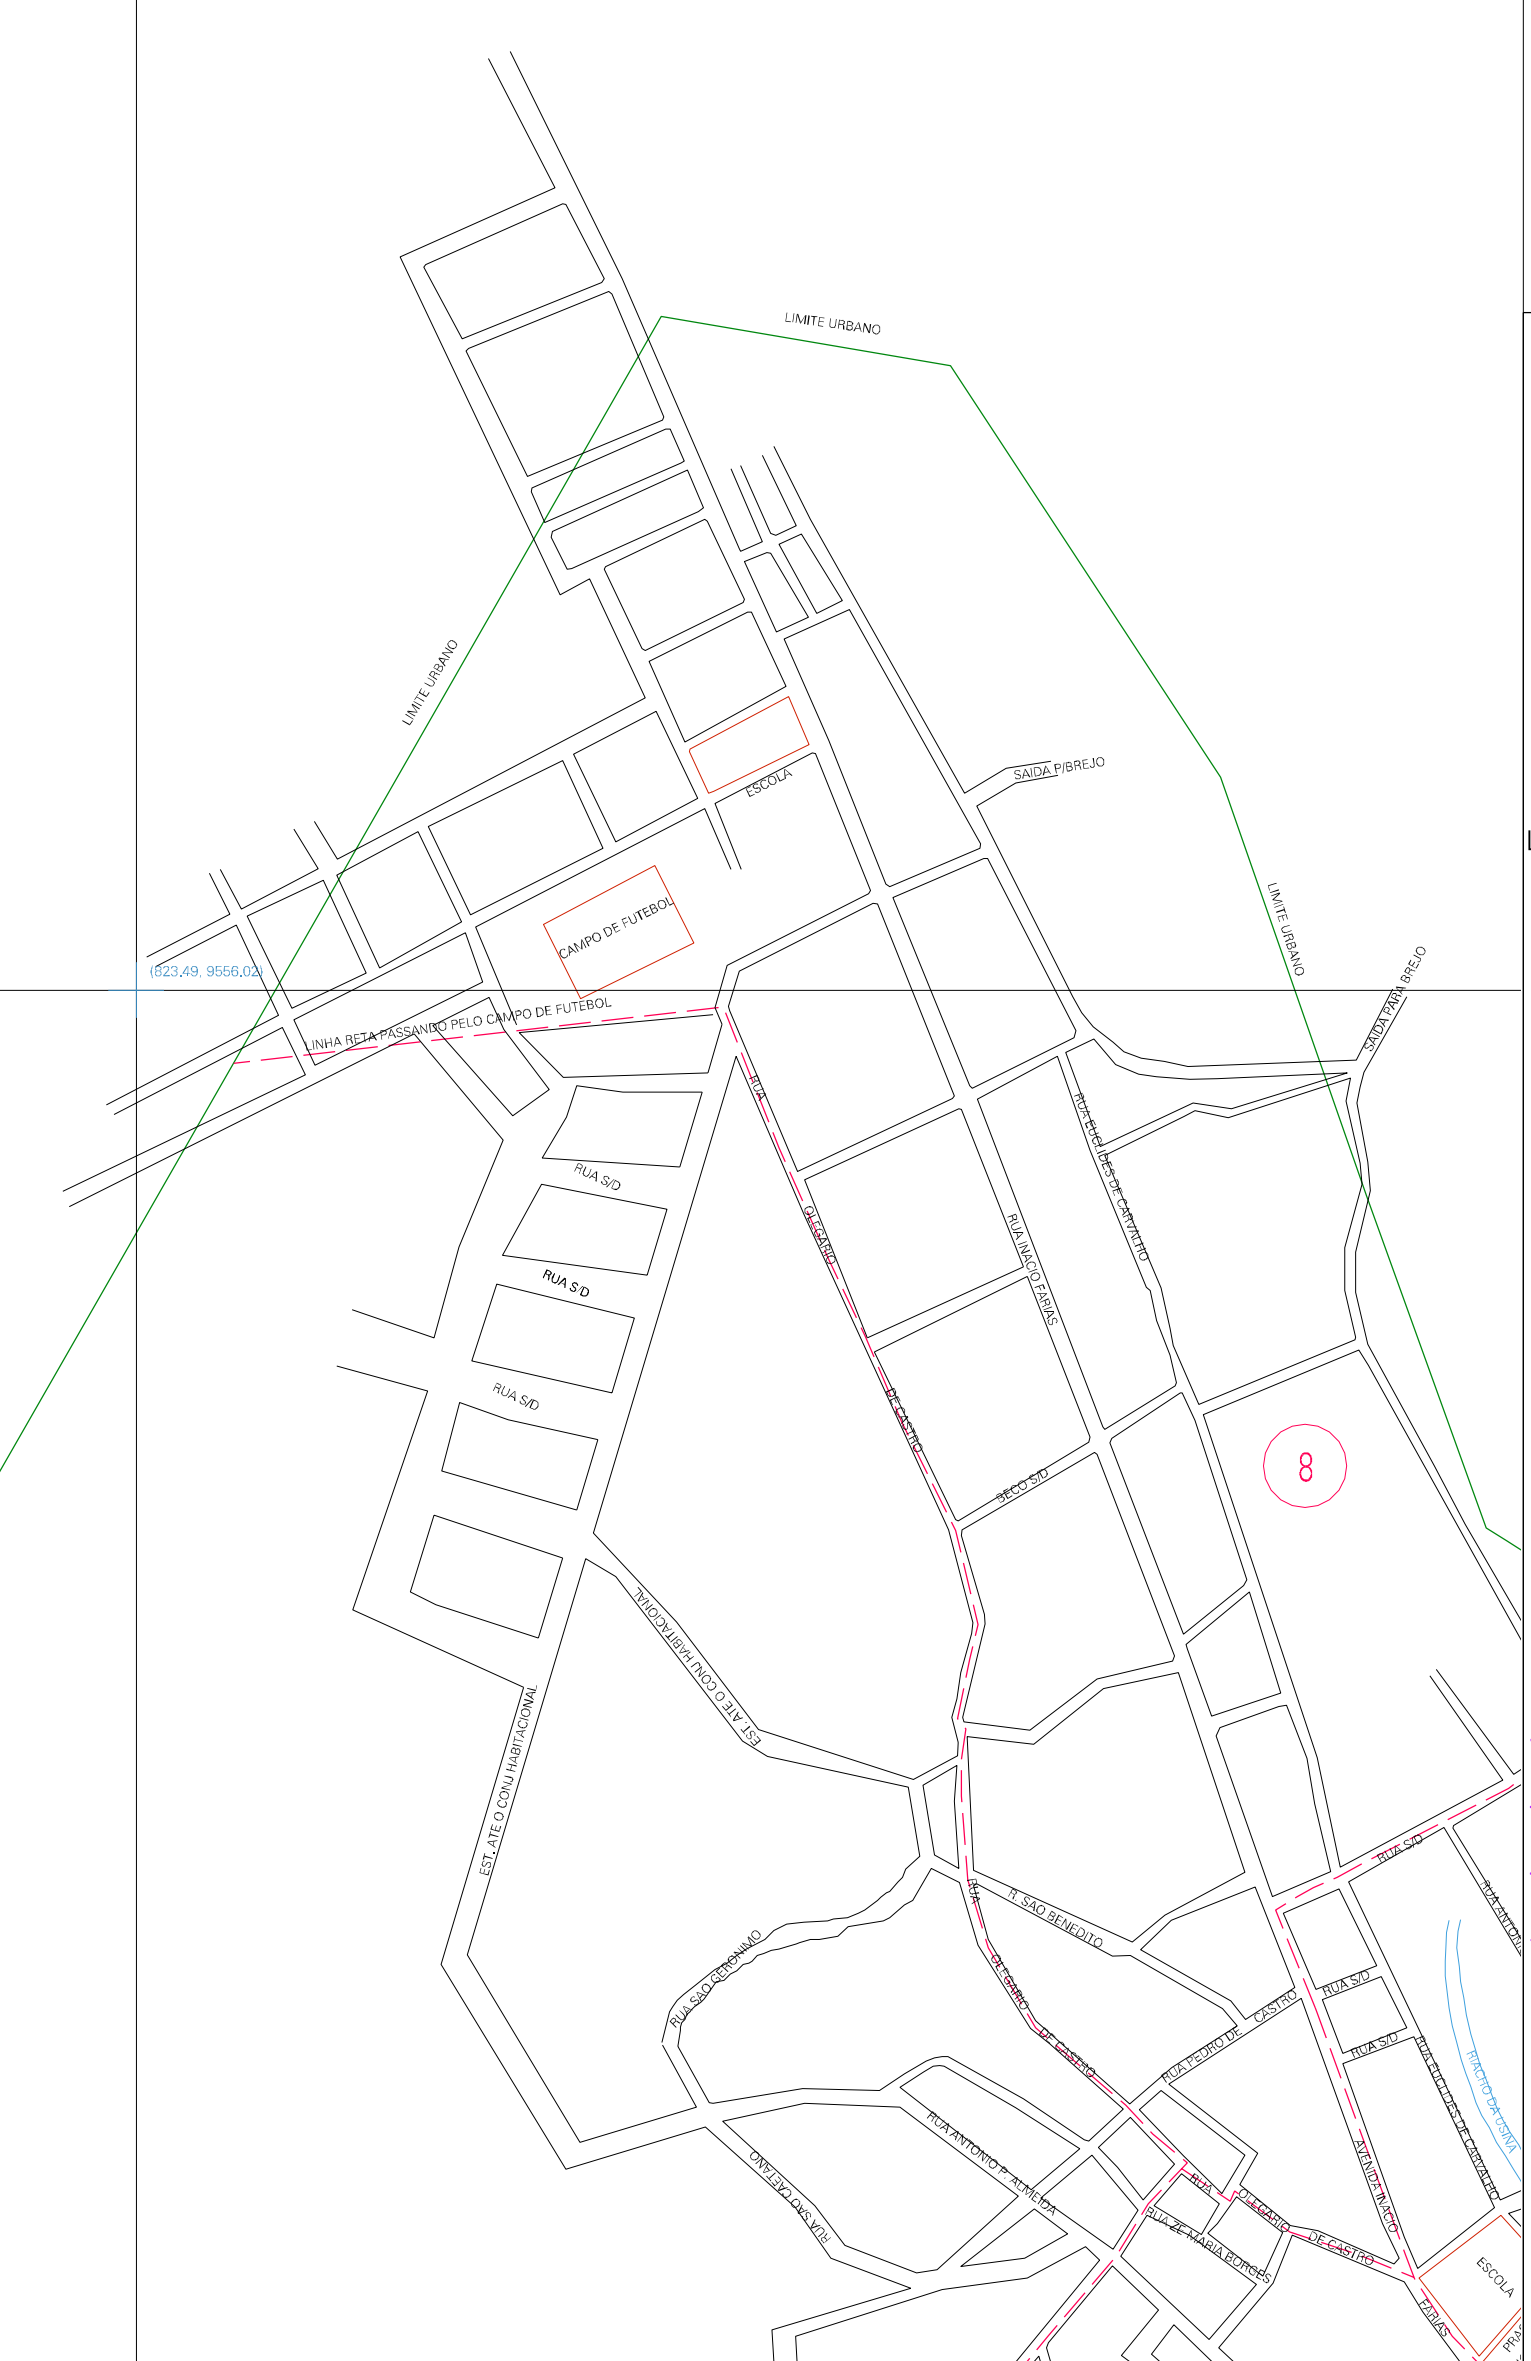 LIMITE URBANO
LIMITE URBANO
SAIDA P/BREJO
ESCOLA
LIMITE URBANO
CAMPO DE FUTEBOL
(823.49, 9556.02)
SAIDA PARA BREJO
LINHA RETA PASSANDO PELO CAMPO DE FUTEBOL
RUA
RUA EUCLIDES DE CARVALHO
RUA S/D
OLEGARIO
RUA INACIO FARIAS
RUA S/D
RUA S/D
DE CASTRO
8
BECO S/D
EST. ATE O CONJ HABITACIONAL
EST. ATE O CONJ HABITACIONAL
RUA S/D
RUA
R. SAO BENEDITO
RUA SAO GERONIMO
OLEGARIO
RUA S/D
CASTRO
RUA PEDRO DE
DE CASTRO
RUA S/D
RUA EUCLIDES DE CARVALHO
RIACHO DA USINA
RUA ANTONIO P. ALMEIDA
AVENIDA INACIO
RUA SAO CAETANO
RUA
OLEGARIO
RUA ZE MARIA BORGES
DE CASTRO
ESCOLA
FARIAS